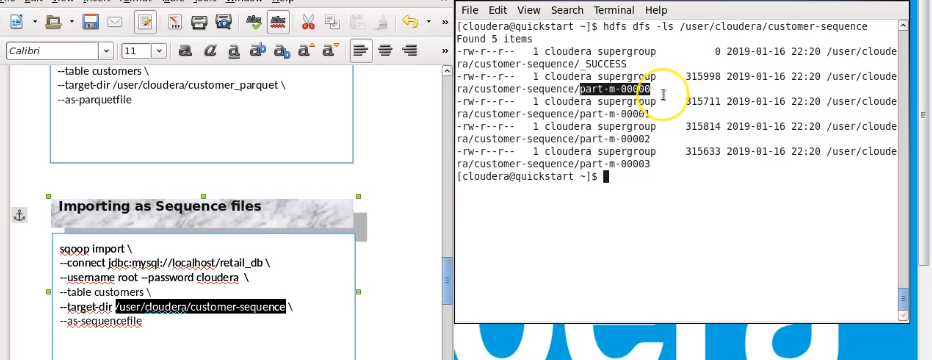 Calibri
11
--table customers \
--target-dir /user/cloudera/customer_parquet \
--as-parquetfile
Importing as Sequence files
sqoop import \
--connect jdbc:mysql://localhost/retail_db \
--username root –password cloudera \
--table customers \
--target-dir /user/cloudera/customer-sequence \
--as-sequencefile
File Edit View Search Terminal Help
[cloudera@quickstart ~]$ hdfs dfs -ls /user/cloudera/customer-sequence
Found 5 items
-rw-r--r-- 1 cloudera supergroup 0 2019-01-16 22:20 /user/cloude
ra/customer-sequence/_SUCCESS
-rw-r--r-- 1 cloudera supergroup 315998 2019-01-16 22:20 /user/cloude
ra/customer-sequence/part-m-00000
-rw-r--r-- 1 cloudera supergroup 315711 2019-01-16 22:20 /user/cloude
ra/customer-sequence/part-m-00001
-rw-r--r-- 1 cloudera supergroup 315814 2019-01-16 22:20 /user/cloude
ra/customer-sequence/part-m-00002
-rw-r--r-- 1 cloudera supergroup 315633 2019-01-16 22:20 /user/cloude
ra/customer-sequence/part-m-00003
[cloudera@quickstart ~]$